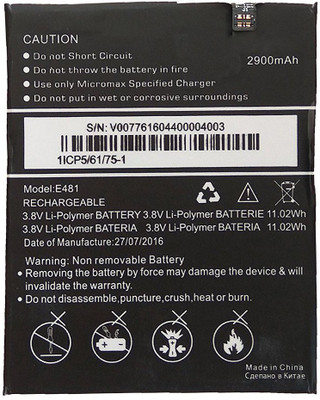 CAUTION
● Do not Short Circuit
2900mAh
● Do not throw the battery in fire
● Use only Micromax Specified Charger
● Do not put in wet or corrosive surroundings
S/N: V007761604400004003
1ICP5/61/75-1
Model:E481
RECHARGEABLE
3.8V Li-Polymer BATTERY 3.8V Li-Polymer BATTERIE 11.02Wh
3.8V Li-Polymer BATERIA 3.8V Li-Polymer BATERIA 11.02Wh
Date of Manufacture:27/07/2016
Warning: Non removable Battery
• Removing the battery by force may damage the device & will
invalidate the warranty.
• Do not disassemble,puncture,crush,heat or burn.
Made in China
Сделано в Китае